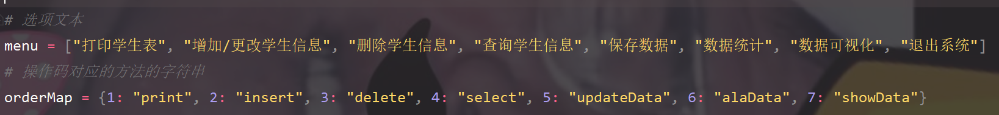 # 选项文本
menu = ["打印学生表", "增加/更改学生信息", "删除学生信息", "查询学生信息", "保存数据", "数据统计", "数据可视化", "退出系统"]
# 操作码对应的方法的字符串
orderMap = {1: "print", 2: "insert", 3: "delete", 4: "select", 5: "updateData", 6: "alaData", 7: "showData"}